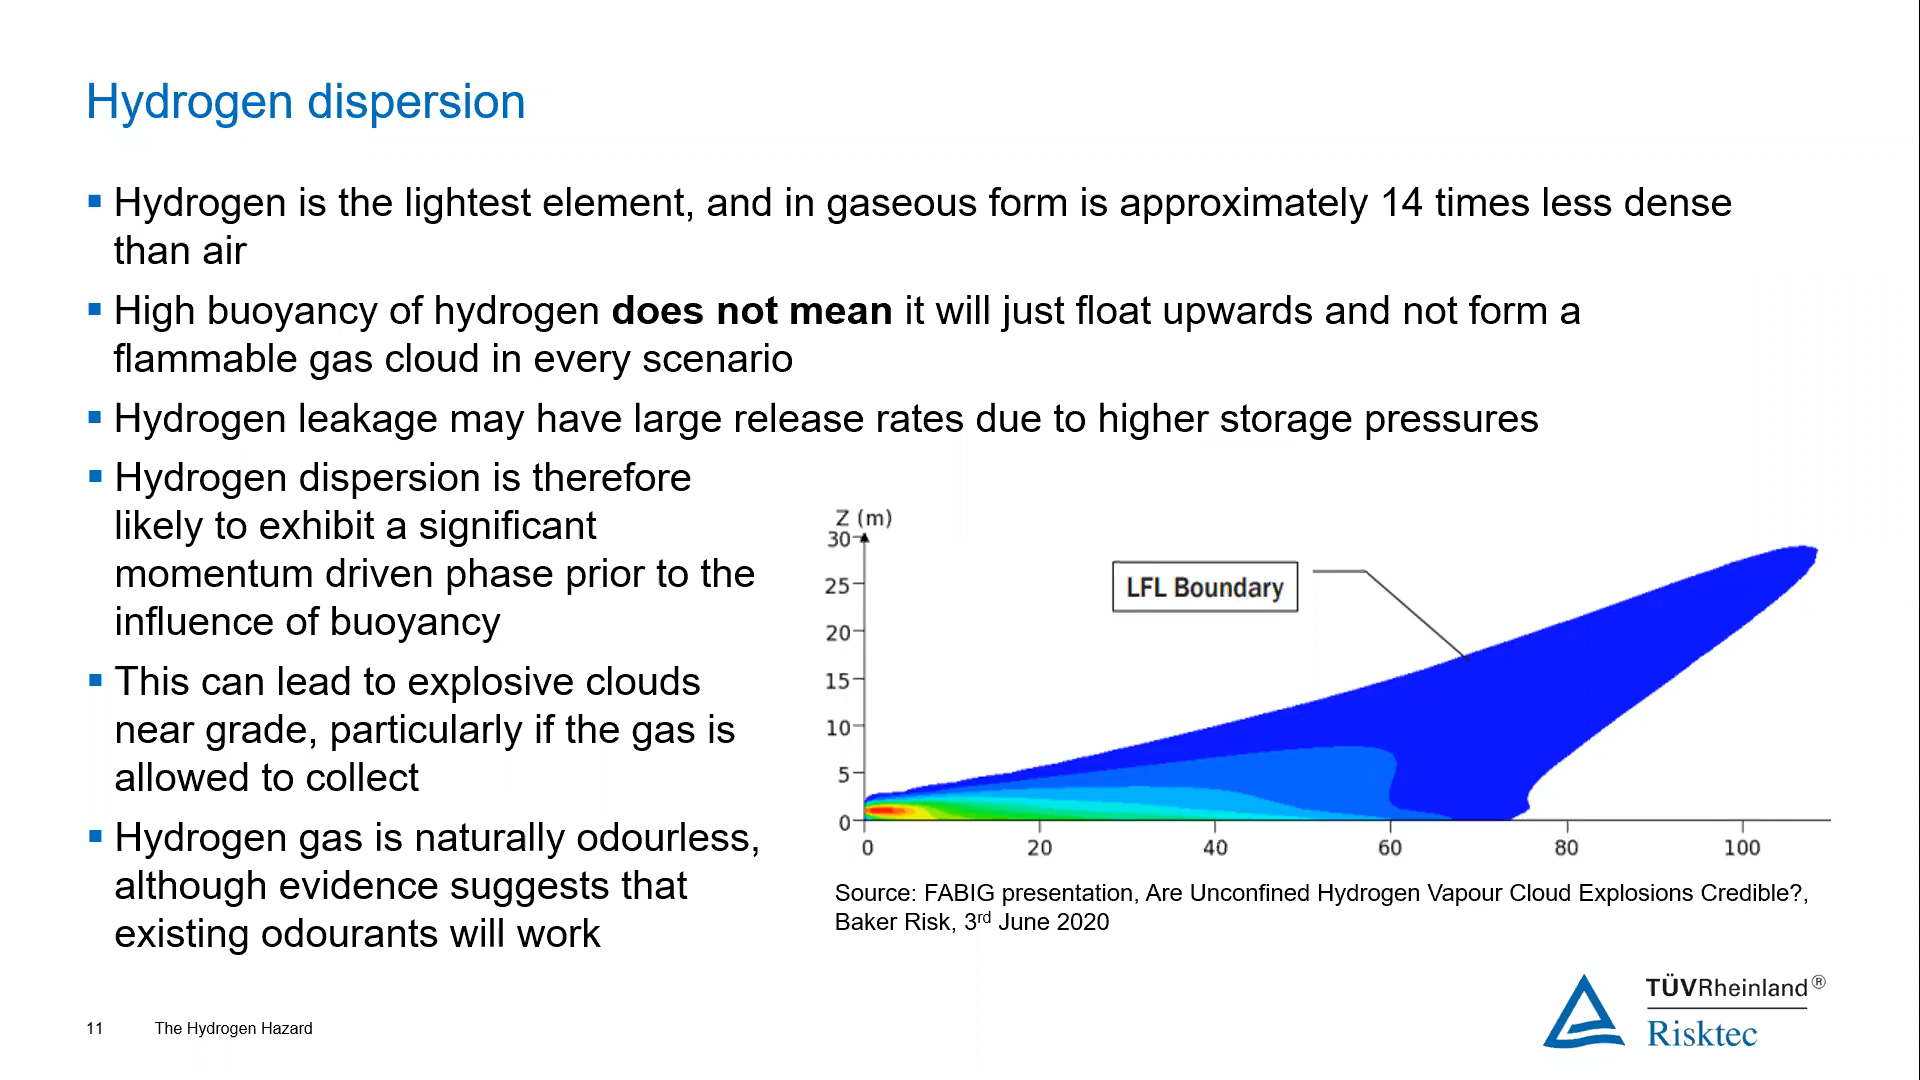 Hydrogen dispersion
▪ Hydrogen is the lightest element, and in gaseous form is approximately 14 times less dense
than air
▪ High buoyancy of hydrogen does not mean it will just float upwards and not form a
flammable gas cloud in every scenario
▪ Hydrogen leakage may have large release rates due to higher storage pressures
▪ Hydrogen dispersion is therefore
likely to exhibit a significant
momentum driven phase prior to the
influence of buoyancy
▪ This can lead to explosive clouds
near grade, particularly if the gas is
allowed to collect
▪ Hydrogen gas is naturally odourless,
although evidence suggests that
existing odourants will work
Z (m)
30
25
20
15
10
5
0
LFL Boundary
0 20 40 60 80 100
Source: FABIG presentation, Are Unconfined Hydrogen Vapour Cloud Explosions Credible?,
Baker Risk, 3rd June 2020
11 The Hydrogen Hazard
TÜVRheinland®
Risktec